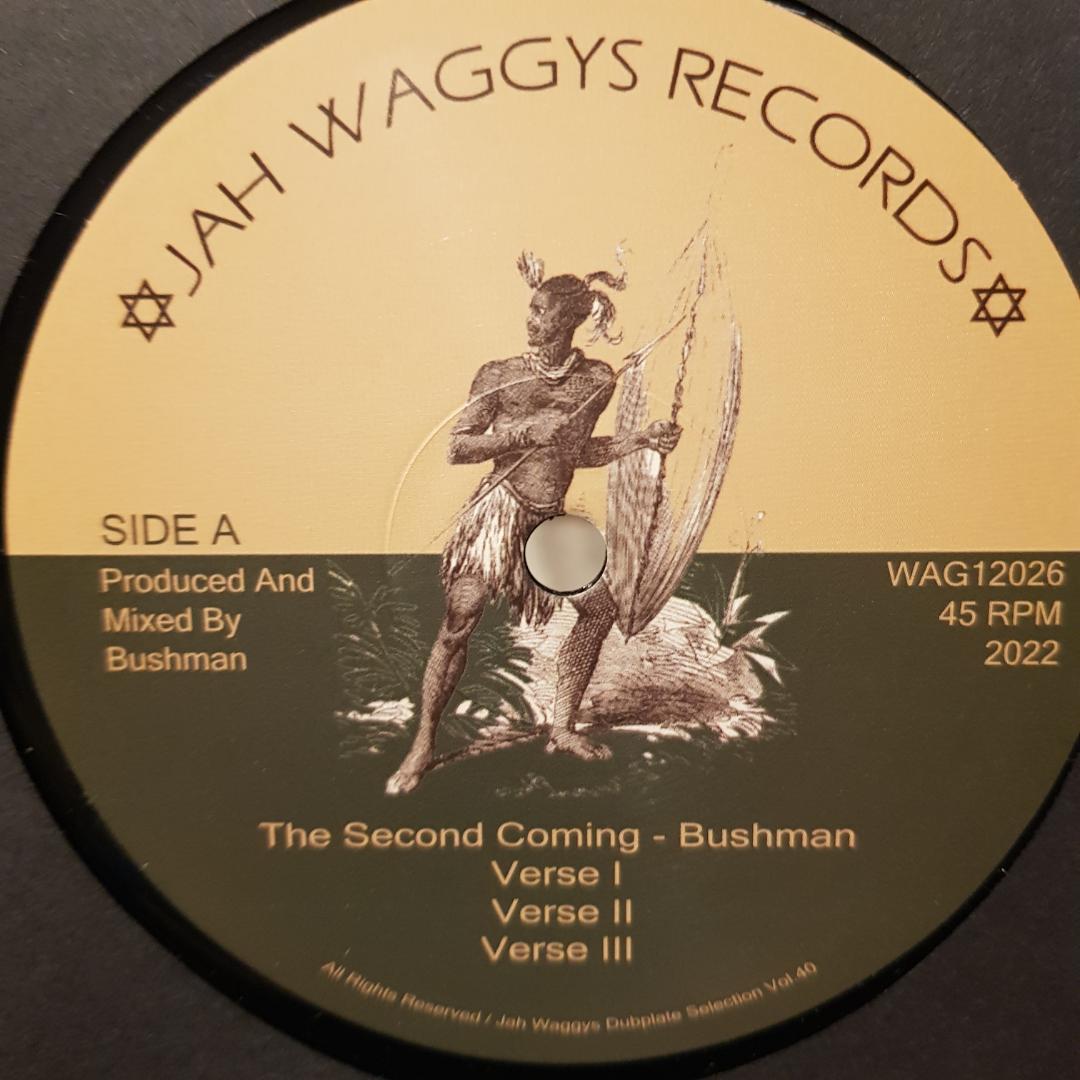 JAH WAGGYS RECORDS
SIDE A
Produced And
Mixed By
Bushman
WAG12026
45 RPM
2022
The Second Coming - Bushman
Verse I
Verse II
Verse III
All Rights Reserved / Jah Waggys Dubplate Selection Vol.40